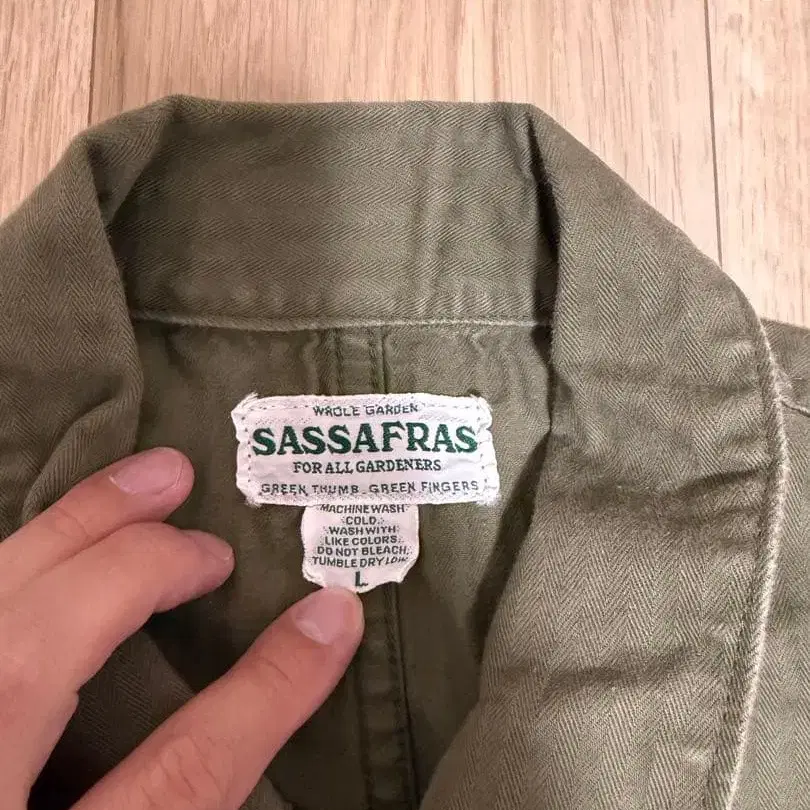 WHOLE GARDEN
SASSAFRAS
FOR ALL GARDENERS
GREEN THUMB GREEN FINGERS
MACHINE WASH
COLD.
WASH WITH
LIKE COLORS.
DO NOT BLEACH.
TUMBLE DRY LOW.
L